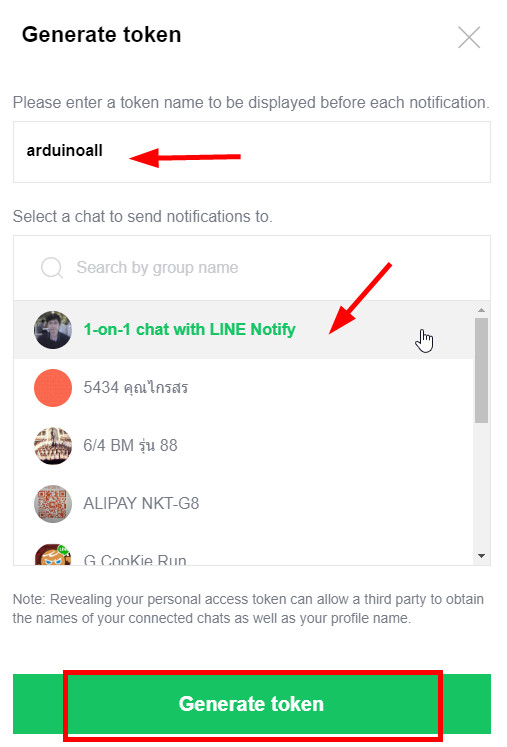 Generate token
Please enter a token name to be displayed before each notification.
arduinoall
Select a chat to send notifications to.
Search by group name
1-on-1 chat with LINE Notify
5434 คุณไกรสร
6/4 BM รุ่น 88
ALIPAY NKT-G8
G CooKie Run
Note: Revealing your personal access token can allow a third party to obtain
the names of your connected chats as well as your profile name.
Generate token